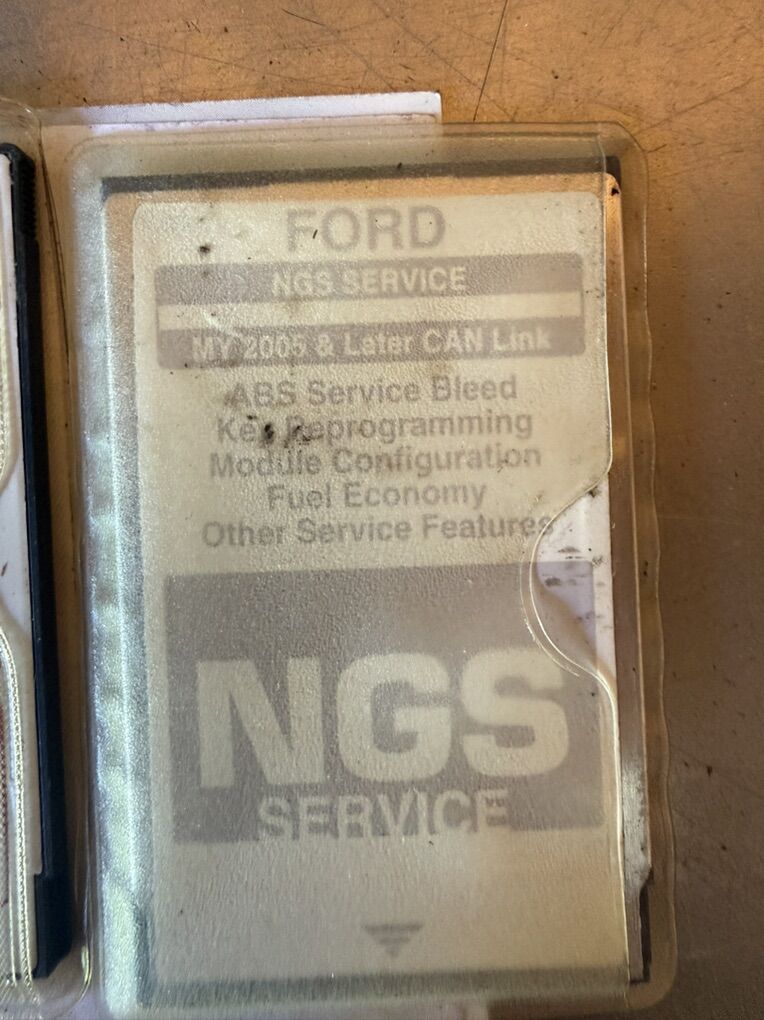 FORD
NGS SERVICE
MY 2005 & Later CAN Link
ABS Service Bleed
Key Reprogramming
Module Configuration
Fuel Economy
Other Service Features
NGS
SERVICE